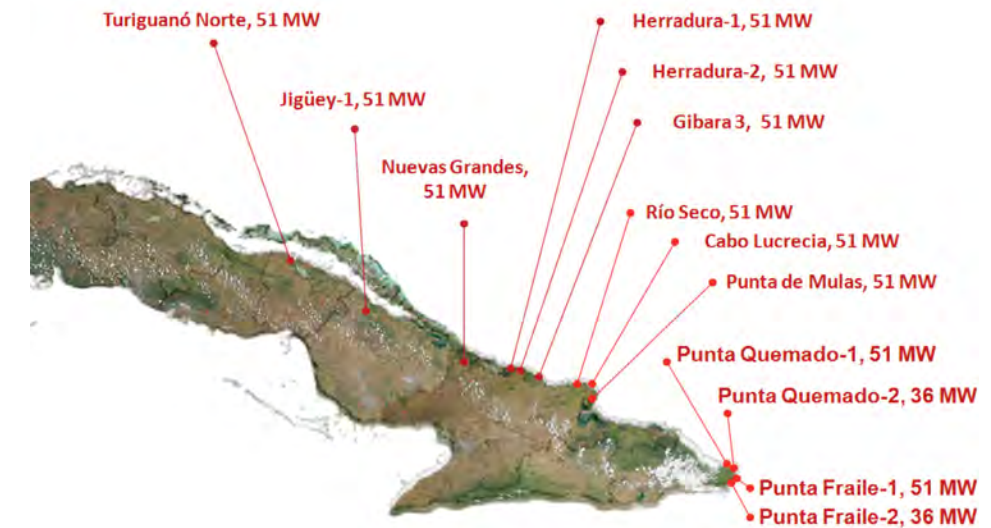 Turiguanó Norte, 51 MW
Herradura-1, 51 MW
Herradura-2, 51 MW
Jigüey-1, 51 MW
Gibara 3, 51 MW
Nuevas Grandes,
51 MW
Río Seco, 51 MW
Cabo Lucrecia, 51 MW
Punta de Mulas, 51 MW
Punta Quemado-1, 51 MW
Punta Quemado-2, 36 MW
Punta Fraile-1, 51 MW
Punta Fraile-2, 36 MW